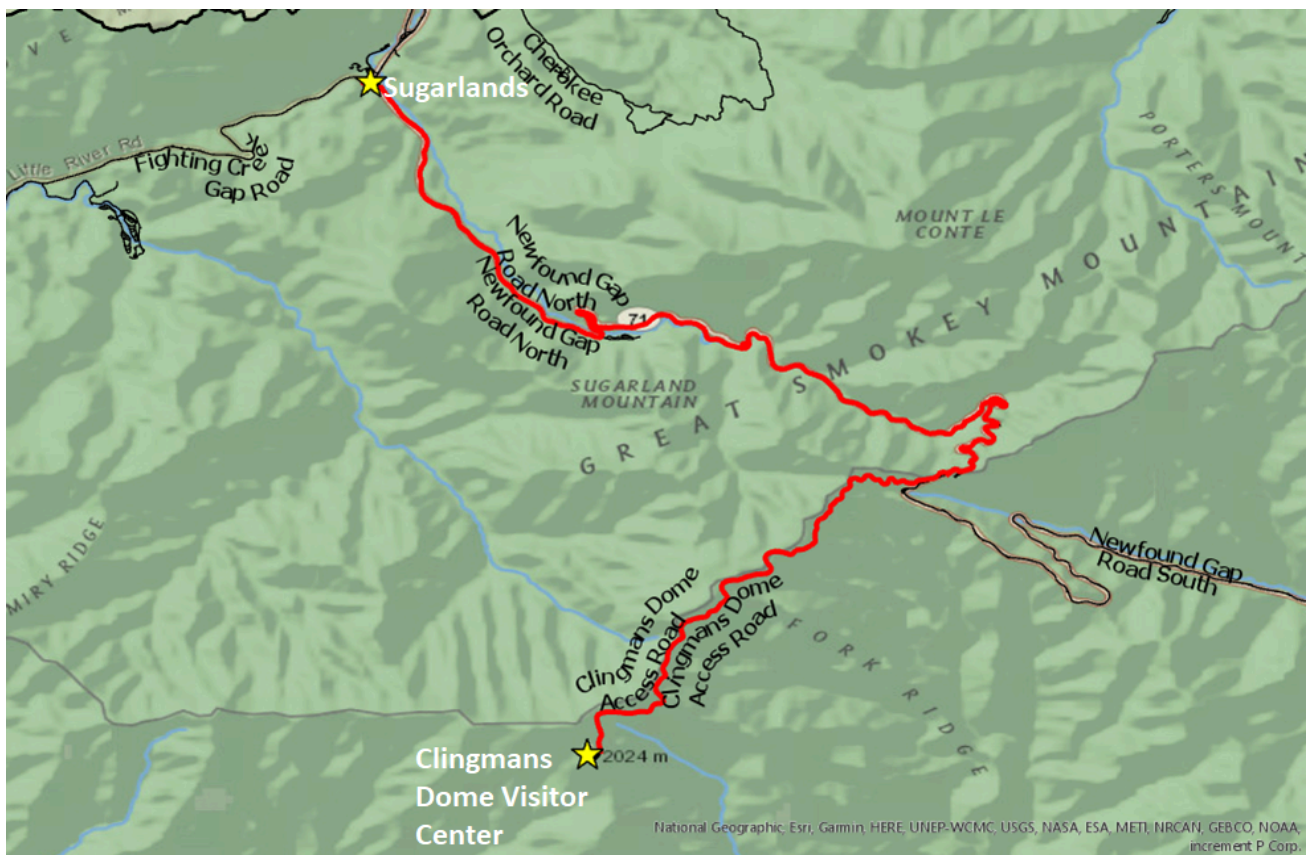 V E
Sugarlands
Cherokee
Orchard Road
Little River Rd
Fighting Creek
Gap Road
PORTERS MOUNT
MOUNT LE
CONTE
Newfound Gap
Road North
Newfound Gap
Road North
71
SUGARLAND
MOUNTAIN
GREAT SMOKEY MOUNTAIN
Newfound Gap
Road South
MIRY RIDGE
Clingmans Dome
Access Road
Clingmans Dome
Access Road
FORK RIDGE
Clingmans
Dome Visitor
Center
2024 m
National Geographic, Esri, Garmin, HERE, UNEP-WCMC, USGS, NASA, ESA, METI, NRCAN, GEBCO, NOAA,
increment P Corp.